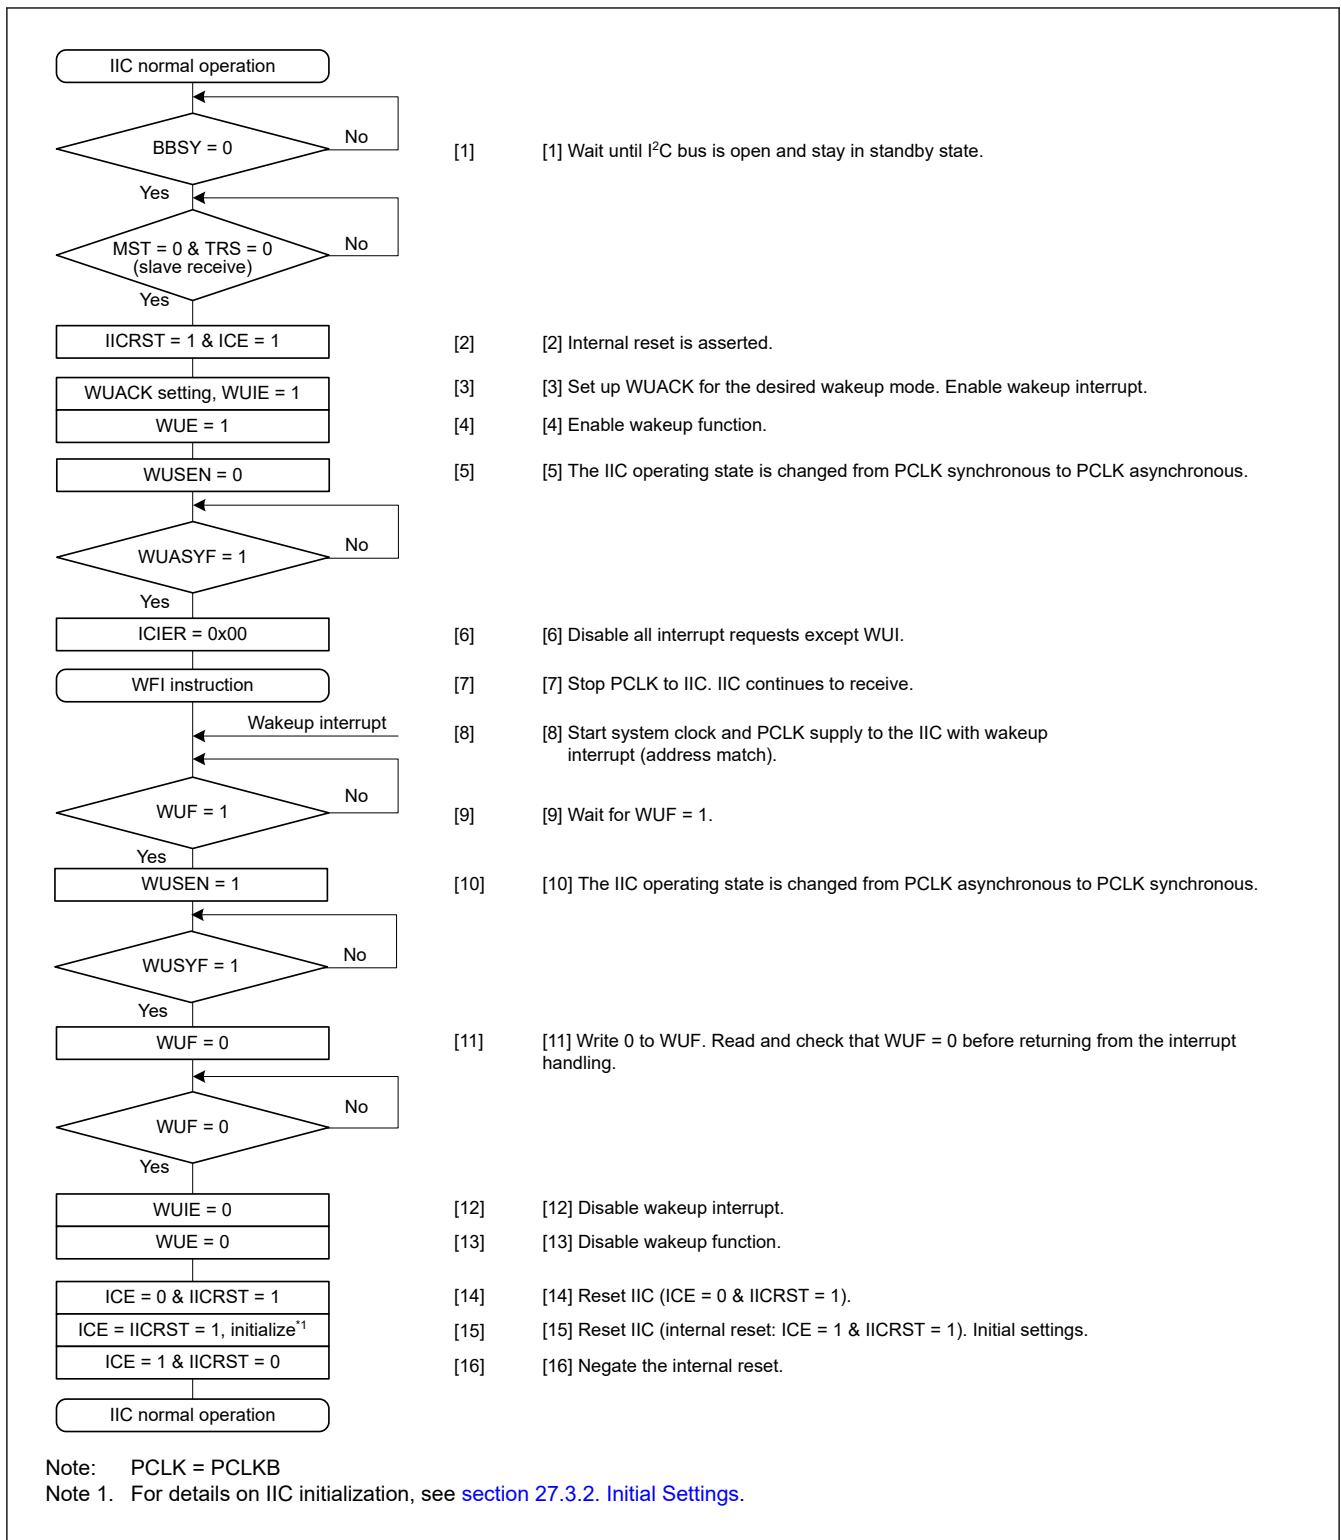 IIC normal operation
BBSY = 0
No
[1] [1] Wait until I²C bus is open and stay in standby state.
Yes
MST = 0 & TRS = 0
(slave receive)
No
Yes
IICRST = 1 & ICE = 1
[2] [2] Internal reset is asserted.
WUACK setting, WUIE = 1
[3] [3] Set up WUACK for the desired wakeup mode. Enable wakeup interrupt.
WUE = 1
[4] [4] Enable wakeup function.
WUSEN = 0
[5] [5] The IIC operating state is changed from PCLK synchronous to PCLK asynchronous.
WUASYF = 1
No
Yes
ICIER = 0x00
[6] [6] Disable all interrupt requests except WUI.
WFI instruction
[7] [7] Stop PCLK to IIC. IIC continues to receive.
Wakeup interrupt
[8] [8] Start system clock and PCLK supply to the IIC with wakeup
interrupt (address match).
No
WUF = 1
[9] [9] Wait for WUF = 1.
Yes
WUSEN = 1
[10] [10] The IIC operating state is changed from PCLK asynchronous to PCLK synchronous.
No
WUSYF = 1
Yes
WUF = 0
[11] [11] Write 0 to WUF. Read and check that WUF = 0 before returning from the interrupt
handling.
No
WUF = 0
Yes
WUIE = 0
[12] [12] Disable wakeup interrupt.
WUE = 0
[13] [13] Disable wakeup function.
ICE = 0 & IICRST = 1
[14] [14] Reset IIC (ICE = 0 & IICRST = 1).
ICE = IICRST = 1, initialize*1
[15] [15] Reset IIC (internal reset: ICE = 1 & IICRST = 1). Initial settings.
ICE = 1 & IICRST = 0
[16] [16] Negate the internal reset.
IIC normal operation
Note: PCLK = PCLKB
Note 1. For details on IIC initialization, see section 27.3.2. Initial Settings.